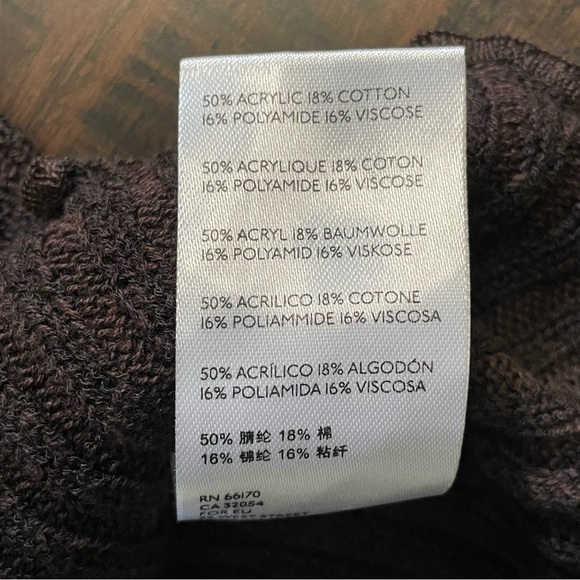 50% ACRYLIC 18% COTTON
16% POLYAMIDE 16% VISCOSE
50% ACRYLIQUE 18% COTON
16% POLYAMIDE 16% VISCOSE
50% ACRYL 18% BAUMWOLLE
16% POLYAMID 16% VISKOSE
50% ACRILICO 18% COTONE
16% POLIAMMIDE 16% VISCOSA
50% ACRÍLICO 18% ALGODÓN
16% POLIAMIDA 16% VISCOSA
50% 腈纶 18% 棉
16% 锦纶 16% 粘纤
RN 66170
CA 32054
FOR EU
WEST STREET